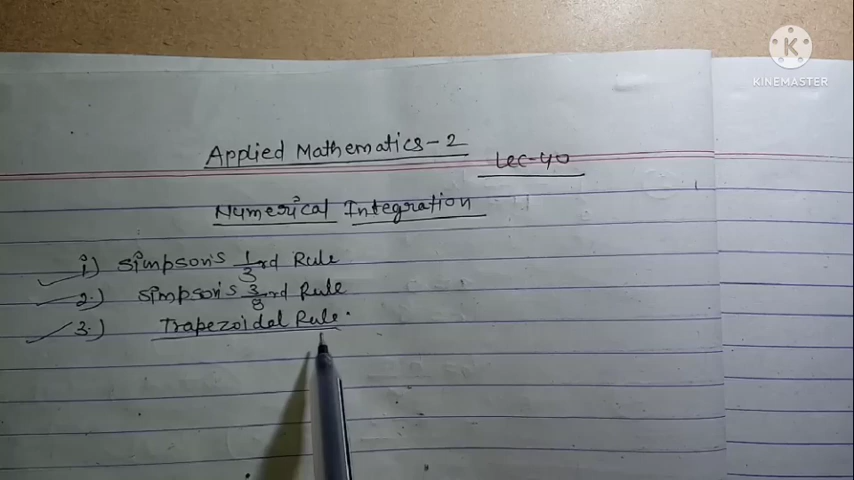 K
KINEMASTER
Applied Mathematics-2
Lec-40
Numerical Integration
i) Simpson's 1/3rd Rule
2.) Simpson's 3/8rd Rule
3.) Trapezoidal Rule.